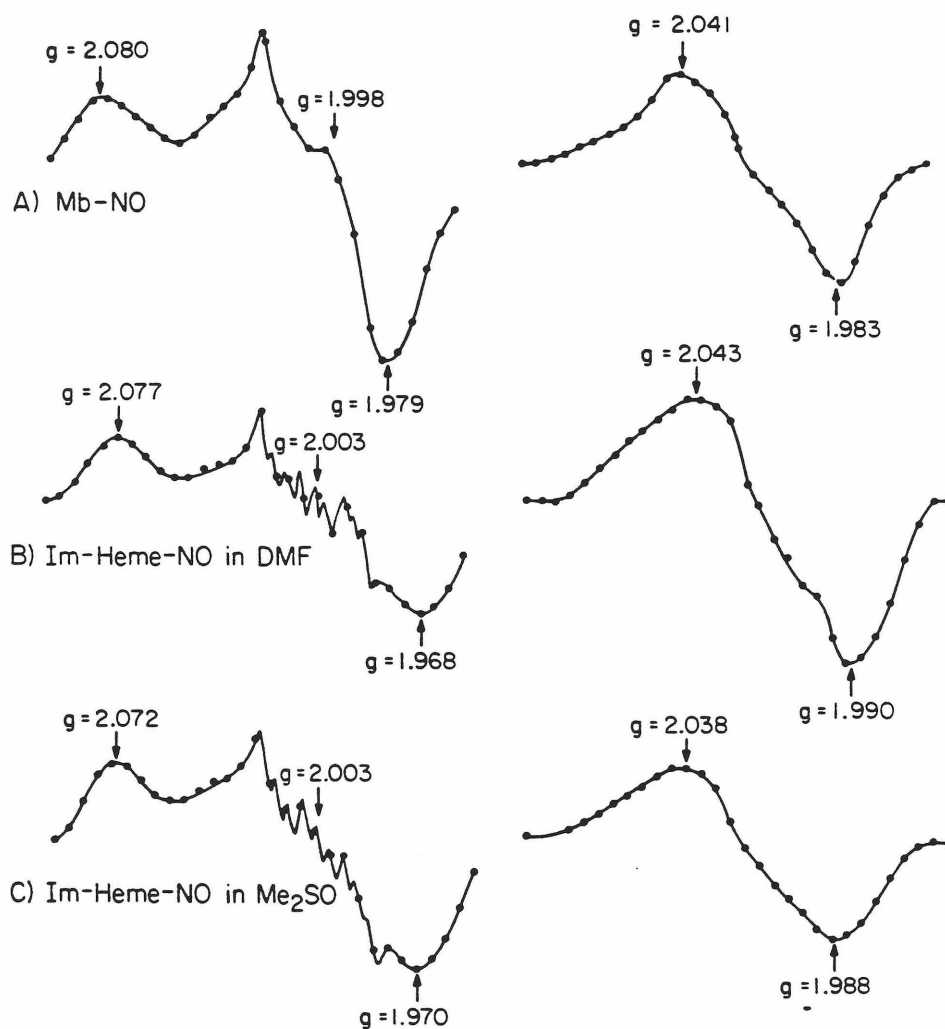 g = 2.080
g = 1.998
A) Mb-NO
g = 1.979
g = 2.041
g = 1.983
g = 2.077
g = 2.003
B) Im-Heme-NO in DMF
g = 1.968
g = 2.043
g = 1.990
g = 2.072
g = 2.003
C) Im-Heme-NO in Me₂SO
g = 1.970
g = 2.038
g = 1.988